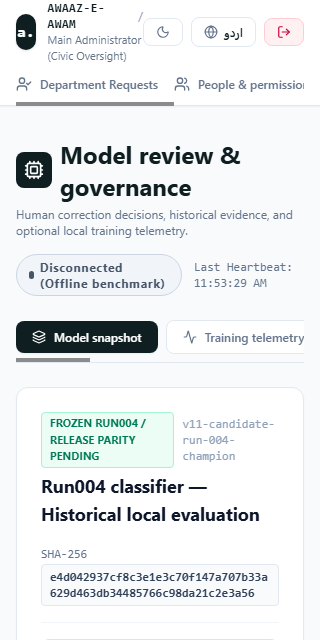 a.
AWAAZ-E-
AWAM
/
Main Administrator
(Civic Oversight)
اردو
Department Requests
People & permission
Model review &
governance
Human correction decisions, historical evidence, and
optional local training telemetry.
Disconnected
(Offline benchmark)
Last Heartbeat:
11:53:29 AM
Model snapshot
Training telemetry
FROZEN RUN004 /
RELEASE PARITY
PENDING
v11-candidate-
run-004-
champion
Run004 classifier —
Historical local evaluation
SHA-256
e4d042937cf8c3e1e3c70f147a707b33a
629d463db34485766c98da21c2e3a56